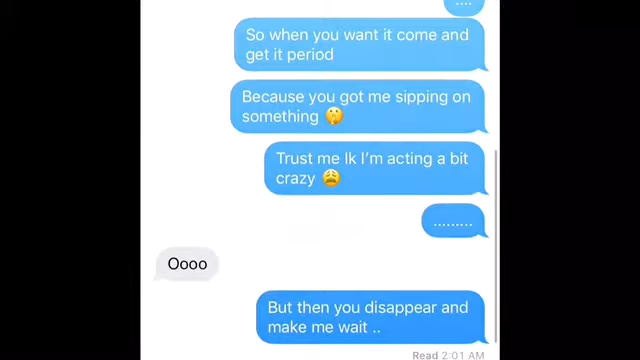 ....
So when you want it come and
get it period
Because you got me sipping on
something 🤫
Trust me Ik I'm acting a bit
crazy 😩
.........
Oooo
But then you disappear and
make me wait ..
Read 2:01 AM